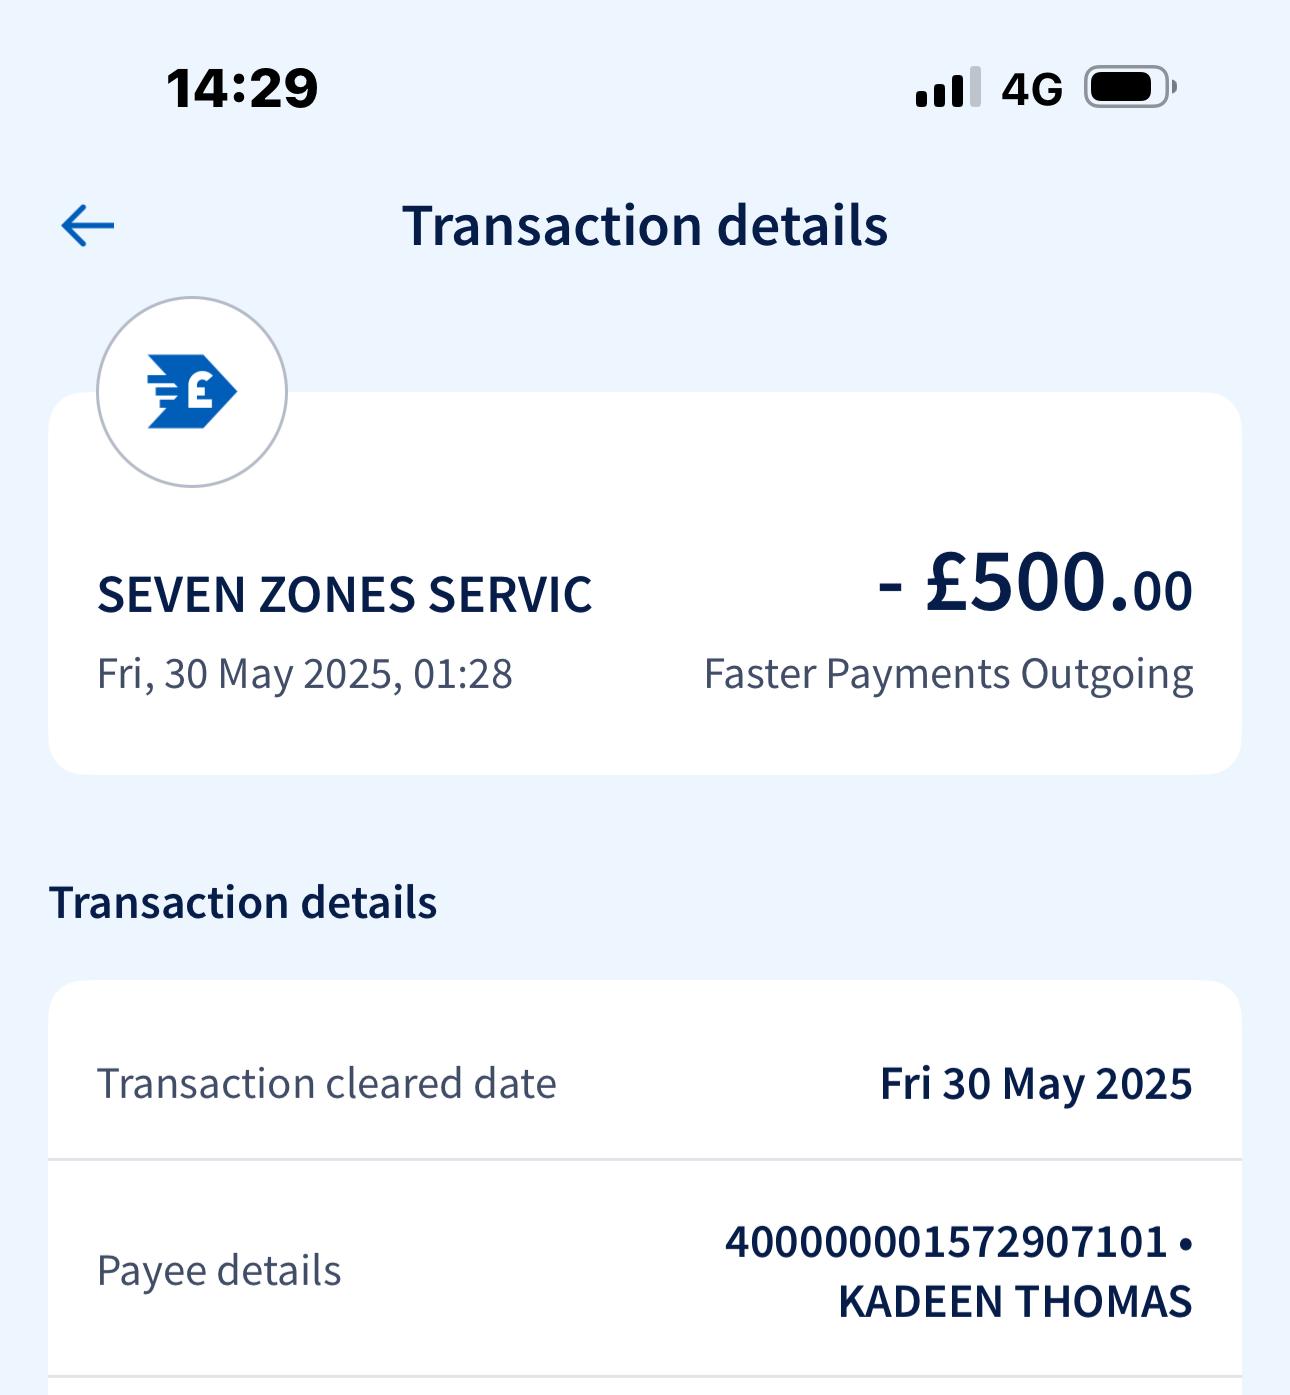 14:29 4G
Transaction details
£
SEVEN ZONES SERVIC - £500.00
Fri, 30 May 2025, 01:28 Faster Payments Outgoing
Transaction details
Transaction cleared date Fri 30 May 2025
Payee details 400000001572907101 •
KADEEN THOMAS